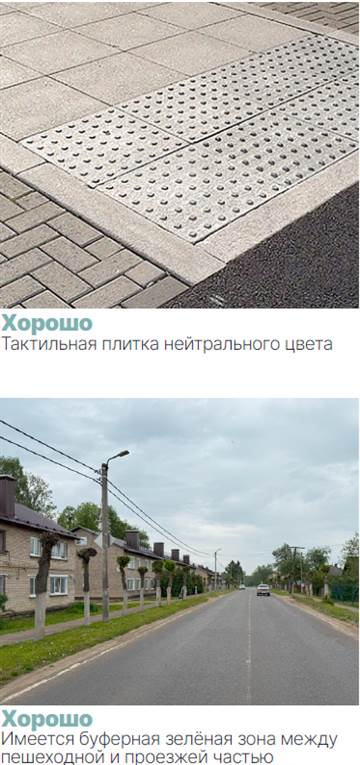 Хорошо
Тактильная плитка нейтрального цвета
Хорошо
Имеется буферная зелёная зона между
пешеходной и проезжей частью